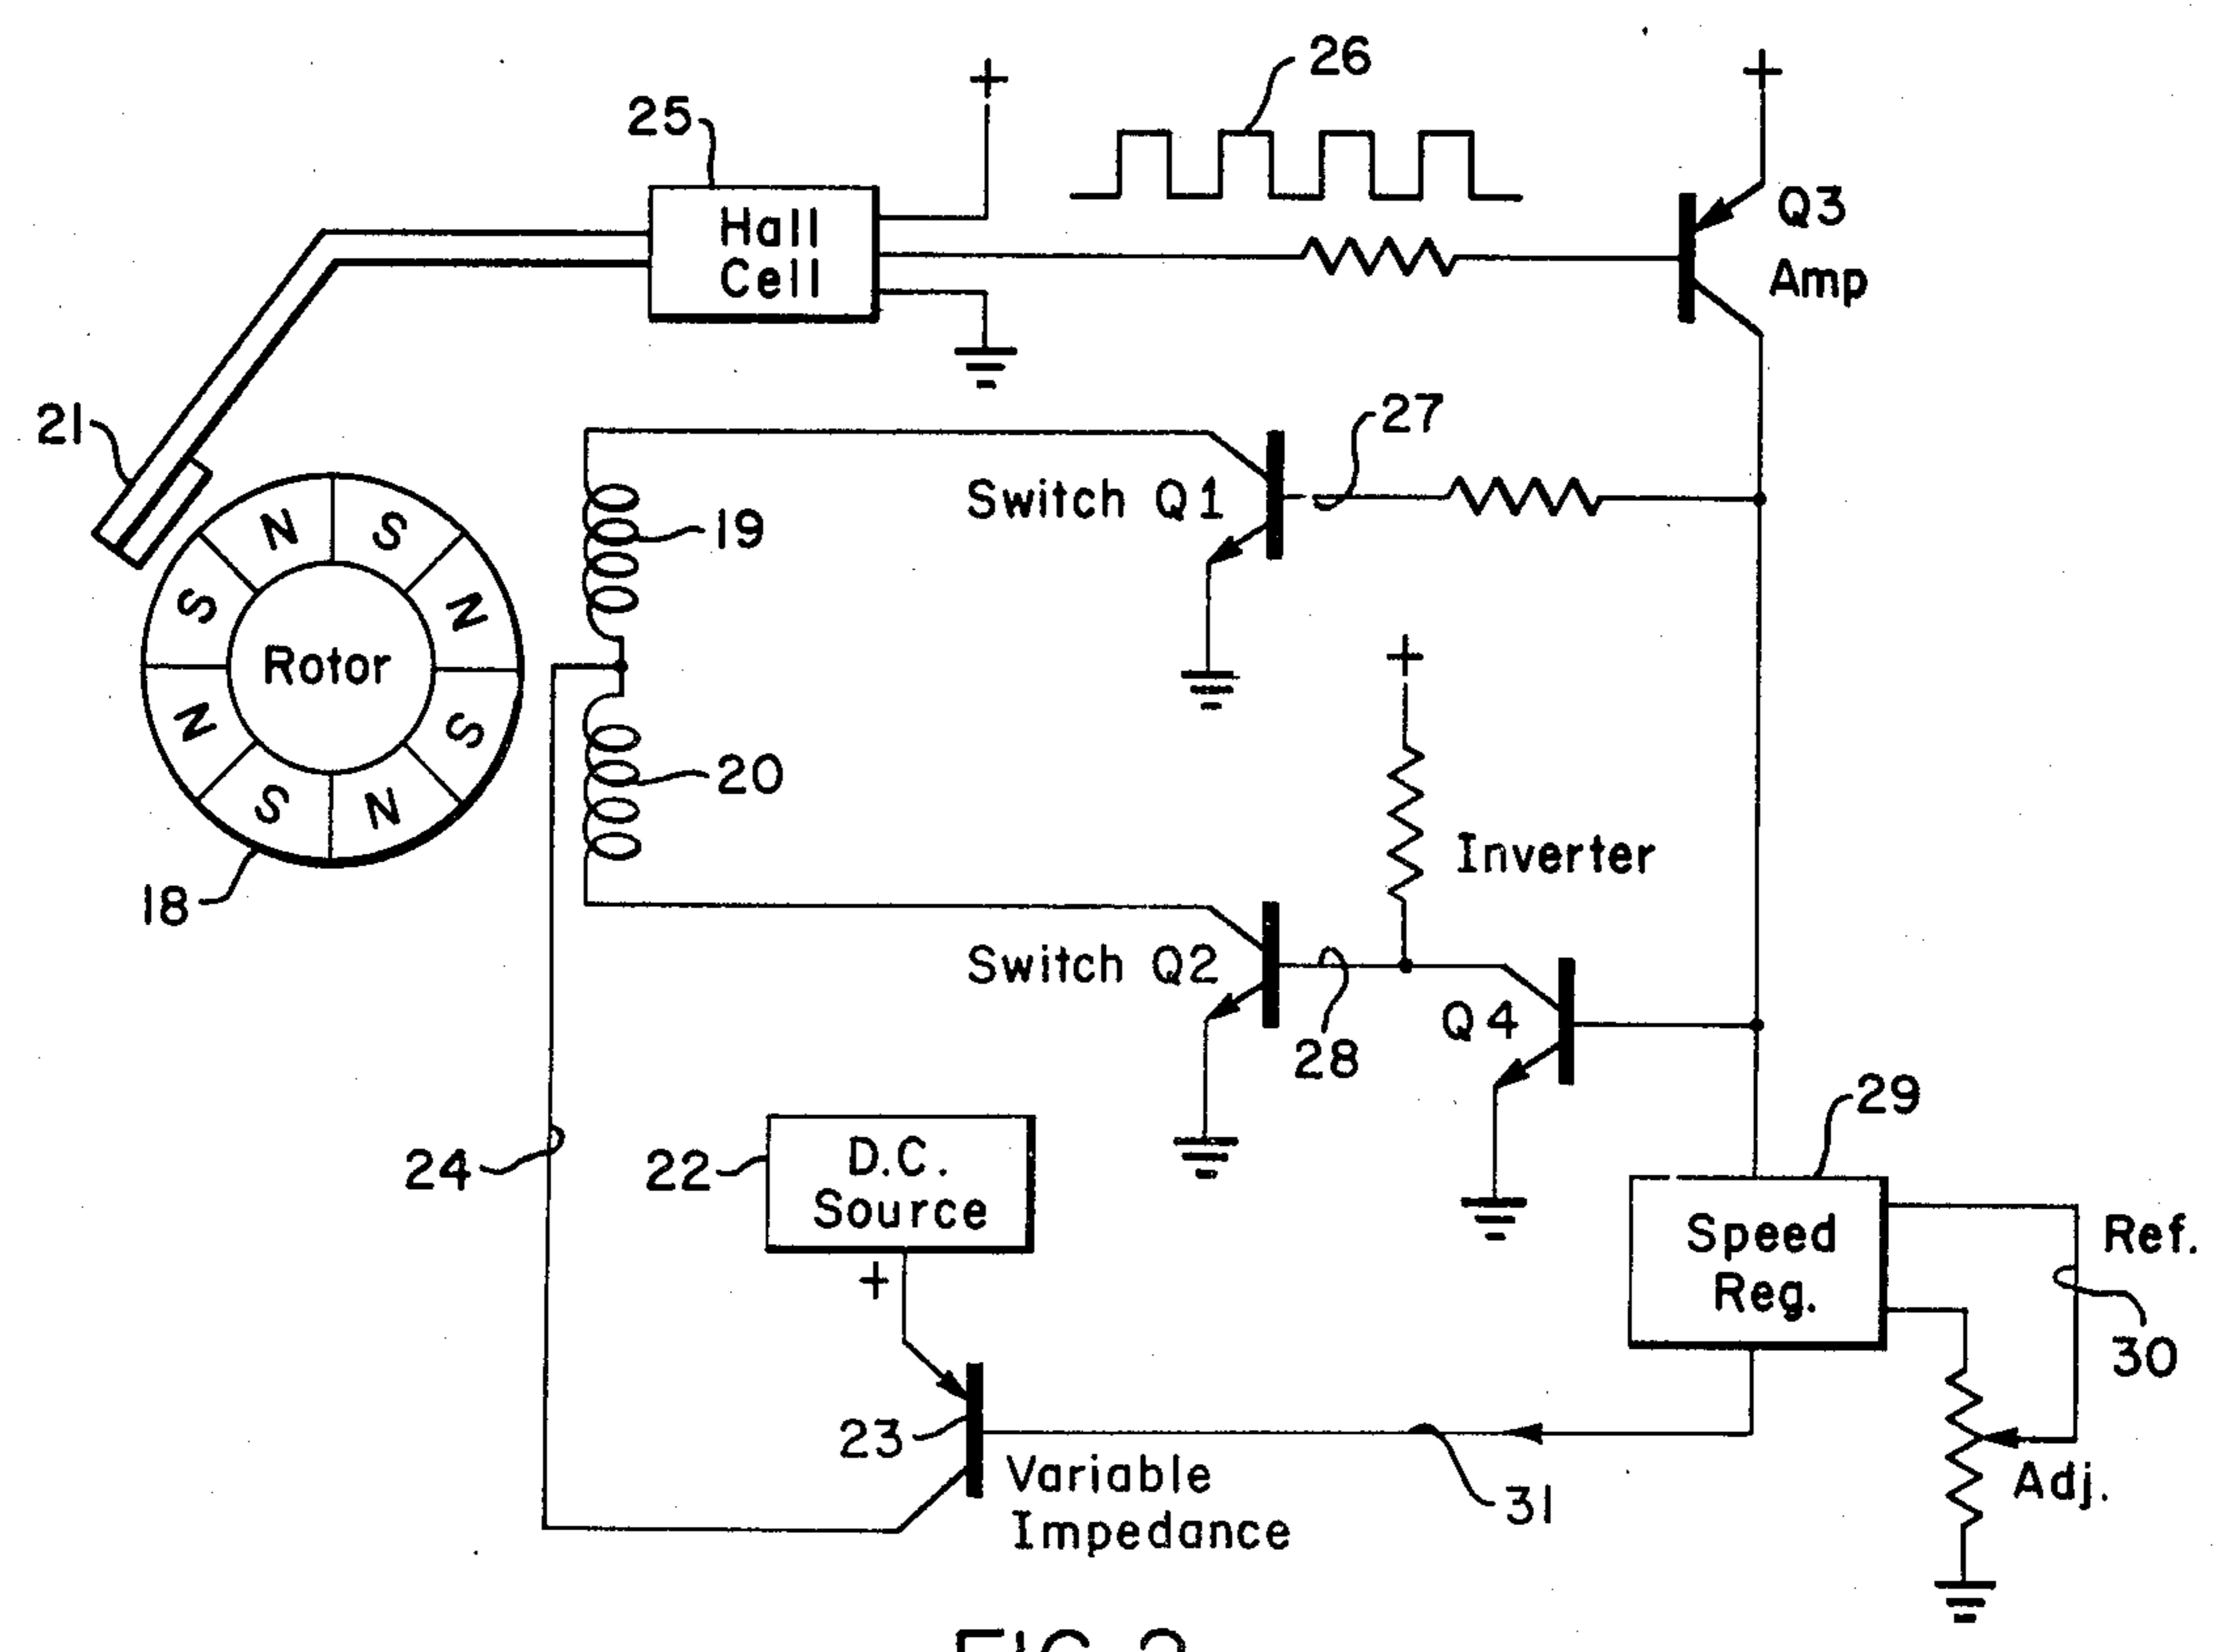 26
25
Hall
Cell
Q3
Amp
27
21
Switch Q1
19
N
S
N
S
N
S
N
S
Rotor
20
Inverter
18
Switch Q2
Q4
28
29
24
22
D.C.
Source
Speed
Reg.
Ref.
30
23
Variable
Impedance
31
Adj.